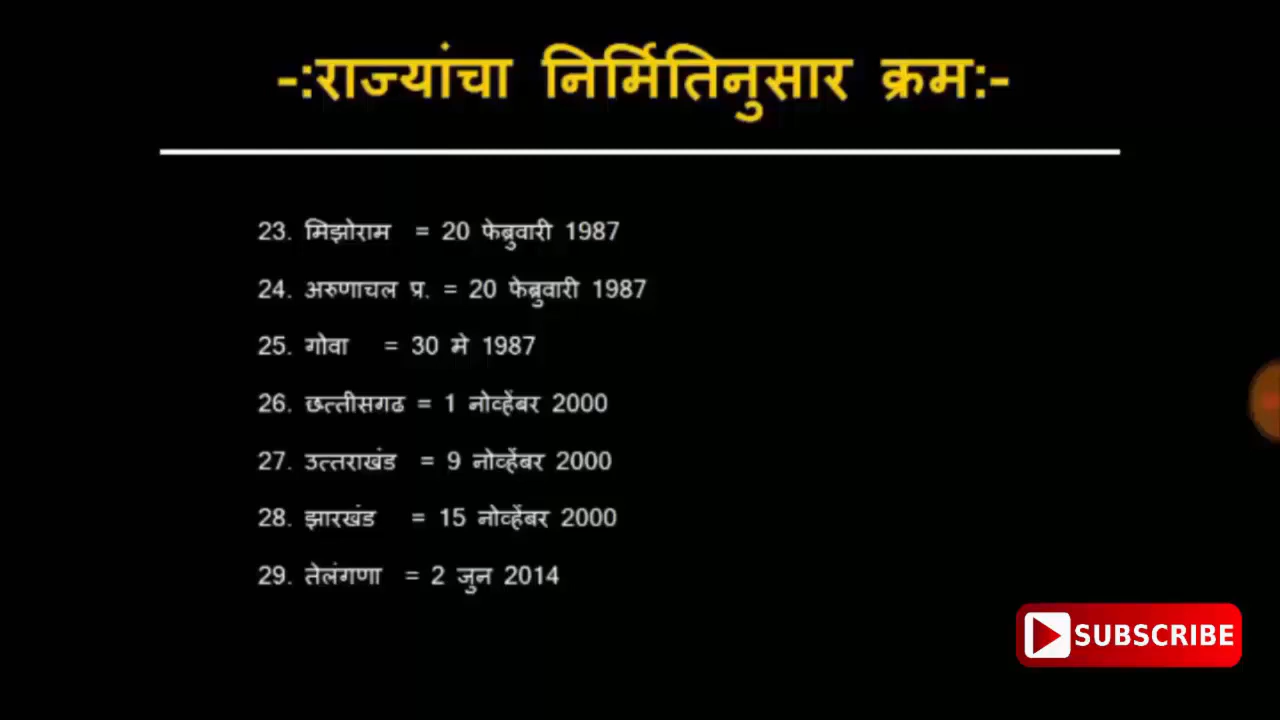 -:राज्यांचा निर्मितिनुसार क्रम:-
23. मिझोराम = 20 फेब्रुवारी 1987
24. अरुणाचल प्र. = 20 फेब्रुवारी 1987
25. गोवा = 30 मे 1987
26. छत्तीसगढ = 1 नोव्हेंबर 2000
27. उत्तराखंड = 9 नोव्हेंबर 2000
28. झारखंड = 15 नोव्हेंबर 2000
29. तेलंगणा = 2 जुन 2014
SUBSCRIBE